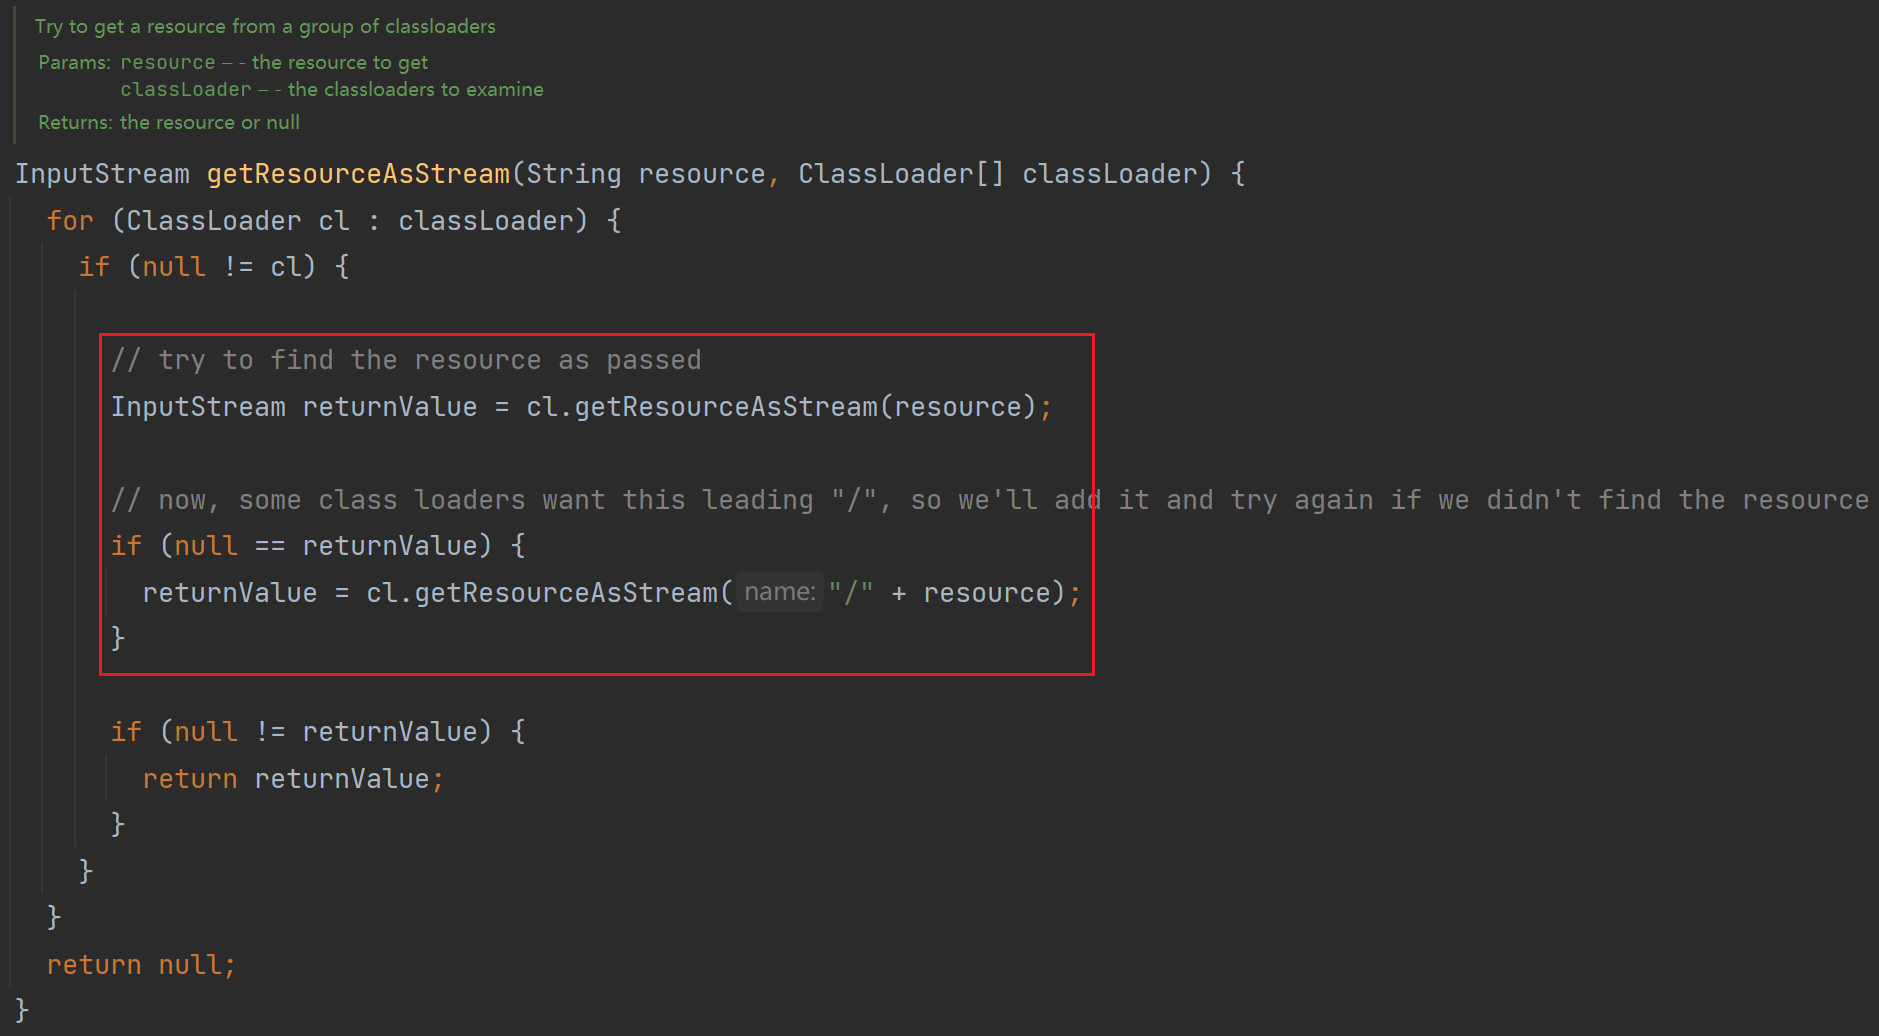 Try to get a resource from a group of classloaders
Params: resource – - the resource to get
classLoader – - the classloaders to examine
Returns: the resource or null
InputStream getResourceAsStream(String resource, ClassLoader[] classLoader) {
for (ClassLoader cl : classLoader) {
if (null != cl) {
// try to find the resource as passed
InputStream returnValue = cl.getResourceAsStream(resource);
// now, some class loaders want this leading "/", so we'll add it and try again if we didn't find the resource
if (null == returnValue) {
returnValue = cl.getResourceAsStream( name: "/" + resource);
}
if (null != returnValue) {
return returnValue;
}
}
}
return null;
}